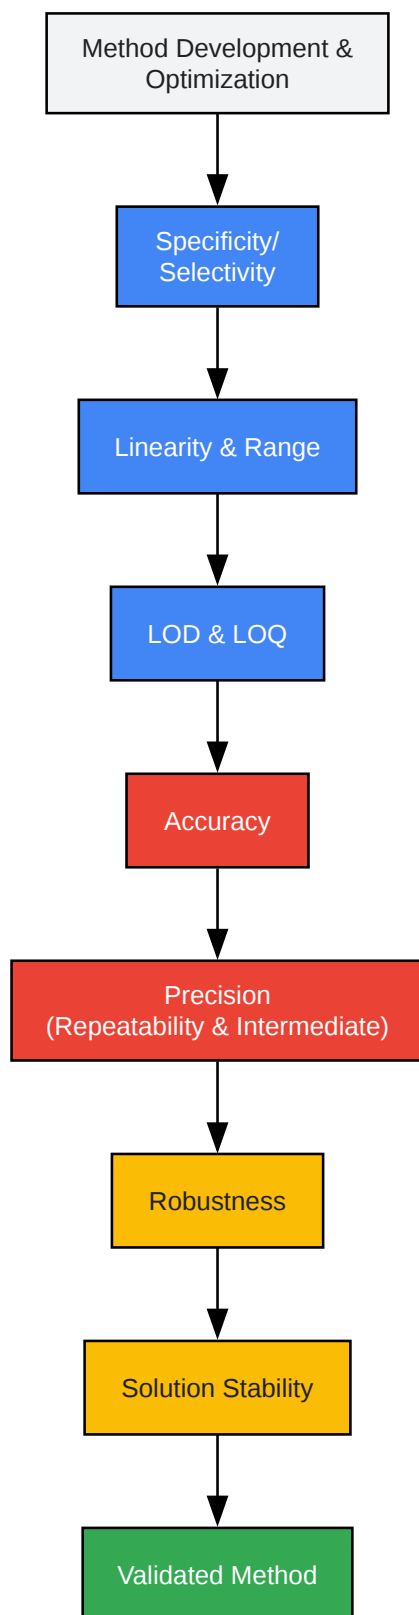 Method Development &
Optimization
Specificity/
Selectivity
Linearity & Range
LOD & LOQ
Accuracy
Precision
(Repeatability & Intermediate)
Robustness
Solution Stability
Validated Method